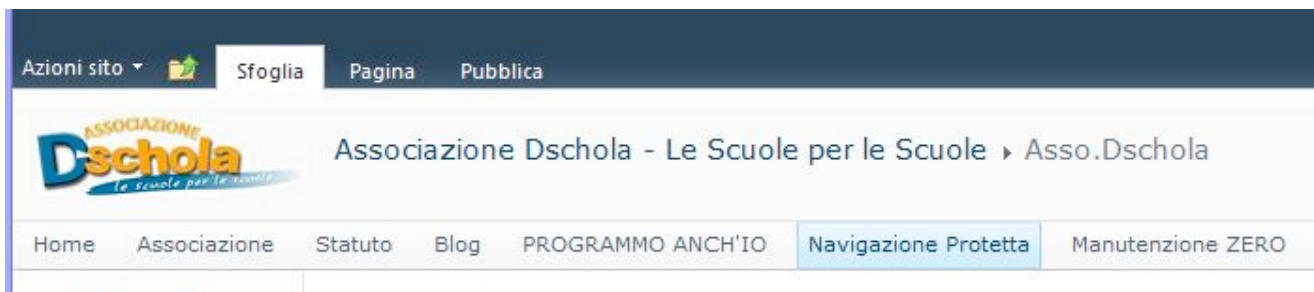 Azioni sito Sfoglia Pagina Pubblica
ASSOCIAZIONE
Dschola
le scuole per le scuole
Associazione Dschola - Le Scuole per le Scuole Asso.Dschola
Home Associazione Statuto Blog PROGRAMMO ANCH'IO Navigazione Protetta Manutenzione ZERO